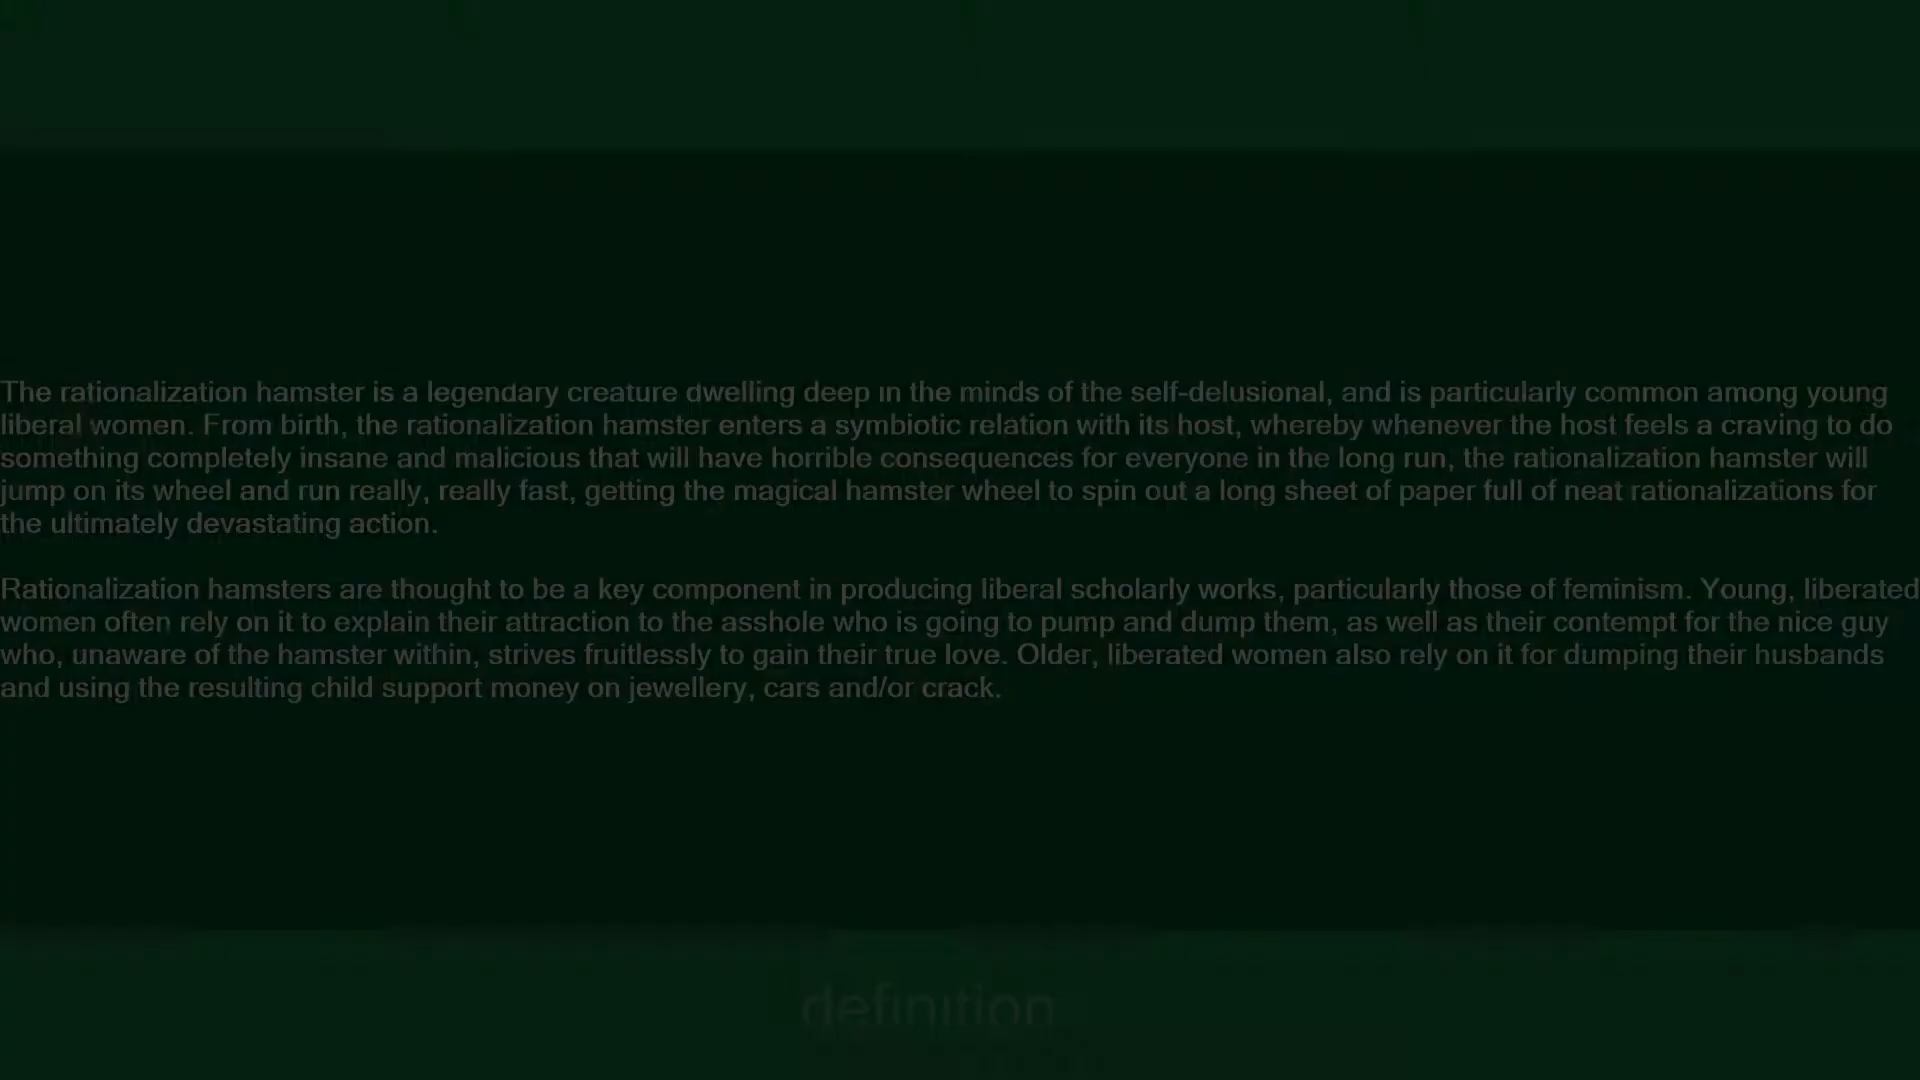 The rationalization hamster is a legendary creature dwelling deep in the minds of the self-delusional, and is particularly common among young
liberal women. From birth, the rationalization hamster enters a symbiotic relation with its host, whereby whenever the host feels a craving to do
something completely insane and malicious that will have horrible consequences for everyone in the long run, the rationalization hamster will
jump on its wheel and run really, really fast, getting the magical hamster wheel to spin out a long sheet of paper full of neat rationalizations for
the ultimately devastating action.
Rationalization hamsters are thought to be a key component in producing liberal scholarly works, particularly those of feminism. Young, liberated
women often rely on it to explain their attraction to the asshole who is going to pump and dump them, as well as their contempt for the nice guy
who, unaware of the hamster within, strives fruitlessly to gain their true love. Older, liberated women also rely on it for dumping their husbands
and using the resulting child support money on jewellery, cars and/or crack.
definition